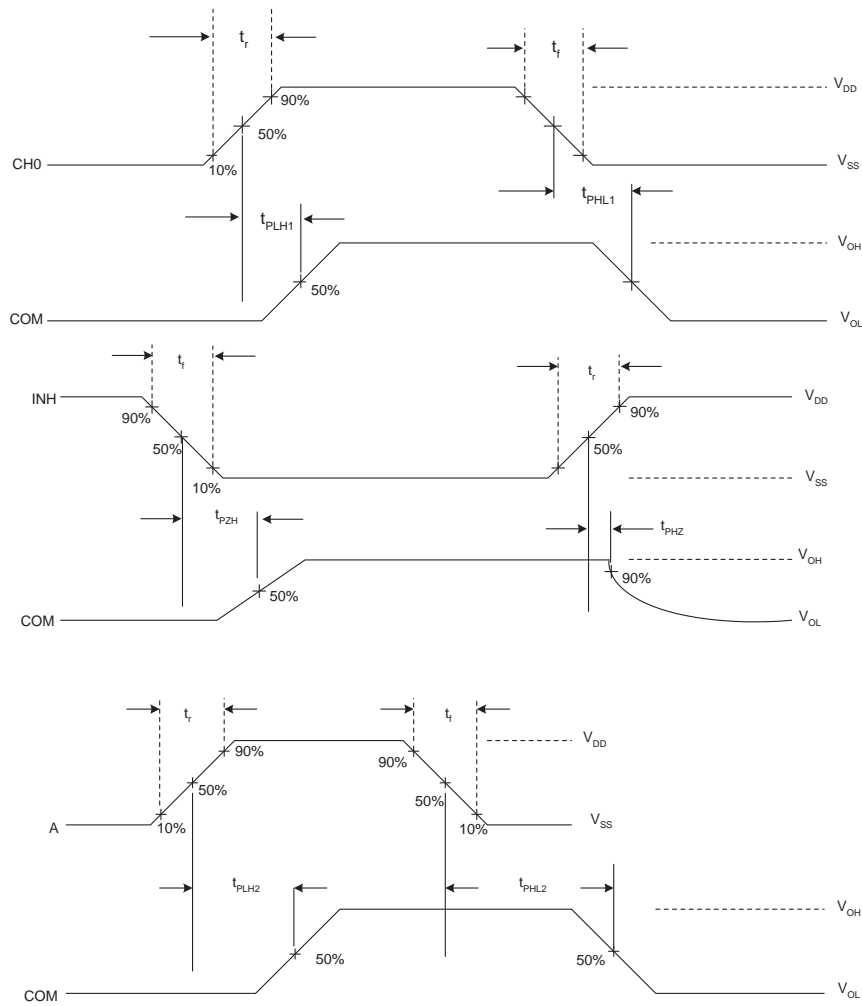 t_r
t_f
V_DD
90%
50%
10%
CH0
V_SS
t_PLH1
t_PHL1
V_OH
50%
COM
V_OL
t_f
t_r
INH
V_DD
90%
90%
50%
50%
10%
V_SS
t_PZH
t_PHZ
V_OH
90%
50%
COM
V_OL
t_r
t_f
V_DD
90%
90%
50%
50%
A
10%
10%
V_SS
t_PLH2
t_PHL2
V_OH
50%
50%
COM
V_OL